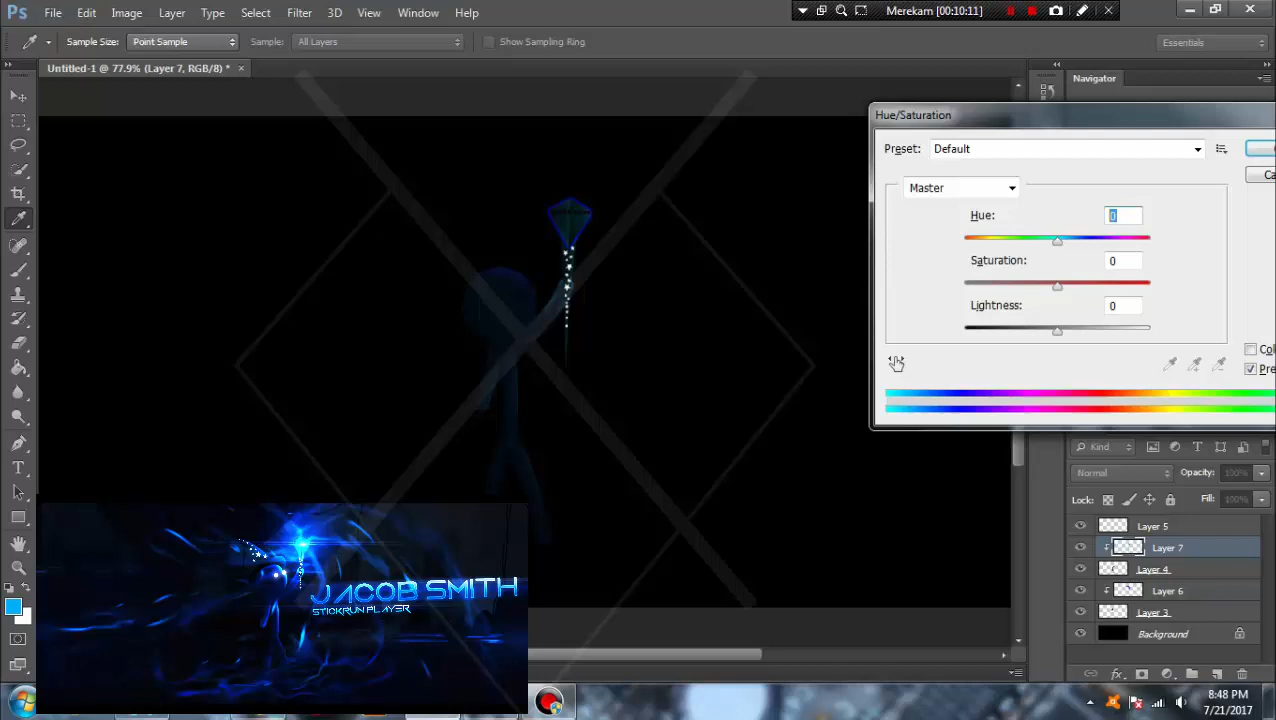 Ps File Edit Image Layer Type Select Filter 3D View Window Help
Merekam [00:10:11]
Sample Size: Point Sample Sample: All Layers Show Sampling Ring Essentials
Untitled-1 @ 77.9% (Layer 7, RGB/8) * ×
Navigator
Hue/Saturation
Preset: Default
Ca
Master
Hue: 0
Saturation: 0
Lightness: 0
Col
Pre
Kind
Normal Opacity: 100%
Lock: Fill: 100%
Layer 5
Layer 7
Layer 4
Layer 6
Layer 3
Background
JACOB SMITH
STICKRUN PLAYER
8:48 PM
7/21/2017